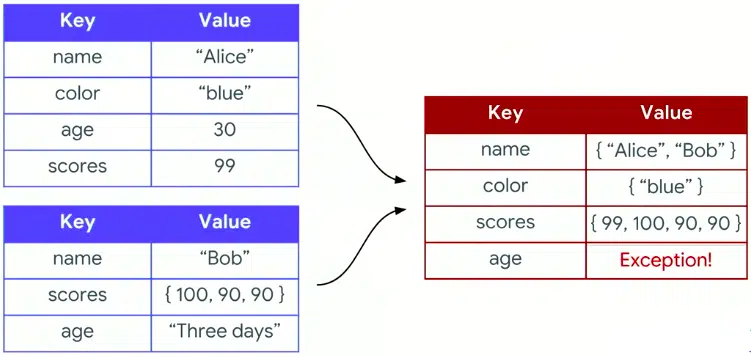 Key Value
name “Alice”
color “blue”
age 30
scores 99
Key Value
name “Bob”
scores { 100, 90, 90 }
age “Three days”
Key Value
name { “Alice”, “Bob” }
color { “blue” }
scores { 99, 100, 90, 90 }
age Exception!